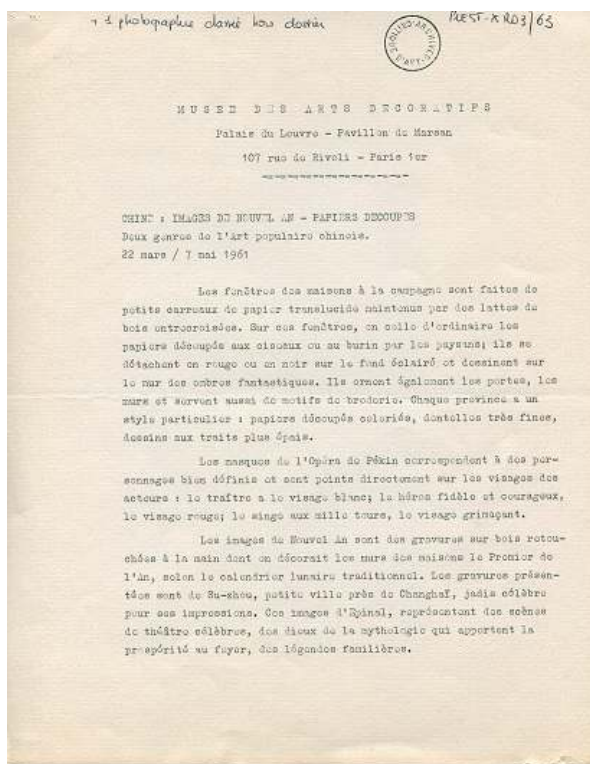 + 1 photographie classé hors dossier
PREST-XRD3/63
MUSEE DES ARTS DECORATIFS
Palais du Louvre - Pavillon de Marsan
107 rue de Rivoli - Paris 1er
CHINE : IMAGES DE NOUVEL AN - PAPIERS DECOUPES
Deux genres de l'Art populaire chinois.
22 mars / 7 mai 1961
Les fenêtres des maisons à la campagne sont faites de
petits carreaux de papier translucide maintenus par des lattes de
bois entrecroisées. Sur ces fenêtres, on colle d'ordinaire les
papiers découpés aux ciseaux ou au burin par les paysans; ils se
détachent en rouge ou en noir sur le fond éclairé et dessinent sur
le mur des ombres fantastiques. Ils ornent également les portes, les
murs et servent aussi de motifs de broderie. Chaque province a un
style particulier : papiers découpés coloriés, dentelles très fines,
dessins aux traits plus épais.
Les masques de l'Opéra de Pékin correspondent à des per-
sonnages bien définis et sont peints directement sur les visages des
acteurs : le traître a le visage blanc; le héros fidèle et courageux,
le visage rouge; le singe aux mille tours, le visage grimaçant.
Les images de Nouvel An sont des gravures sur bois retou-
chées à la main dont on décorait les murs des maisons le Premier de
l'An, selon le calendrier lunaire traditionnel. Les gravures présen-
tées sont de Su-zhou, petite ville près de Changhaï, jadis célèbre
pour ses impressions. Ces images d'Epinal, représentent des scènes
de théâtre célèbres, des dieux de la mythologie qui apportent la
prospérité au foyer, des légendes familières.